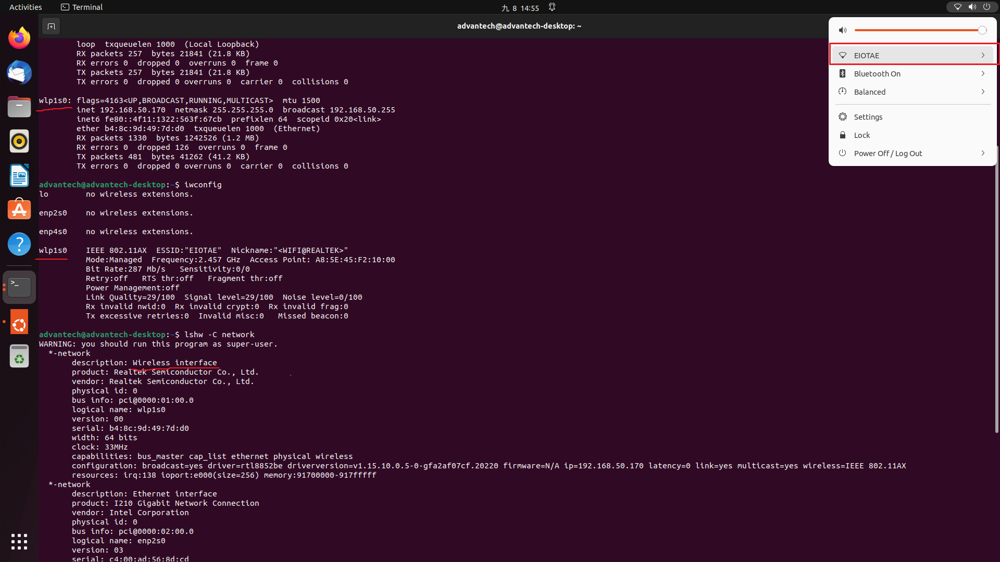 Activities
Terminal
九 8 14:55
advantech@advantech-desktop: ~
loop  txqueuelen 1000  (Local Loopback)
RX packets 257  bytes 21841 (21.8 KB)
RX errors 0  dropped 0  overruns 0  frame 0
TX packets 257  bytes 21841 (21.8 KB)
TX errors 0  dropped 0 overruns 0  carrier 0  collisions 0
wlp1s0: flags=4163<UP,BROADCAST,RUNNING,MULTICAST>  mtu 1500
inet 192.168.50.170  netmask 255.255.255.0  broadcast 192.168.50.255
inet6 fe80::4f11:1322:563f:67cb  prefixlen 64  scopeid 0x20<link>
ether b4:8c:9d:49:7d:d0  txqueuelen 1000  (Ethernet)
RX packets 1330  bytes 1242526 (1.2 MB)
RX errors 0  dropped 126  overruns 0  frame 0
TX packets 481  bytes 41262 (41.2 KB)
TX errors 0  dropped 0 overruns 0  carrier 0  collisions 0
advantech@advantech-desktop:~$ iwconfig
lo        no wireless extensions.
enp2s0    no wireless extensions.
enp4s0    no wireless extensions.
wlp1s0    IEEE 802.11AX  ESSID:"EIOTAE"  Nickname:"<WIFI@REALTEK>"
Mode:Managed  Frequency:2.457 GHz  Access Point: A8:5E:45:F2:10:00
Bit Rate:287 Mb/s   Sensitivity:0/0
Retry:off   RTS thr:off   Fragment thr:off
Power Management:off
Link Quality=29/100  Signal level=29/100  Noise level=0/100
Rx invalid nwid:0  Rx invalid crypt:0  Rx invalid frag:0
Tx excessive retries:0  Invalid misc:0   Missed beacon:0
advantech@advantech-desktop:~$ lshw -C network
WARNING: you should run this program as super-user.
*-network
description: Wireless interface
product: Realtek Semiconductor Co., Ltd.
vendor: Realtek Semiconductor Co., Ltd.
physical id: 0
bus info: pci@0000:01:00.0
logical name: wlp1s0
version: 00
serial: b4:8c:9d:49:7d:d0
width: 64 bits
clock: 33MHz
capabilities: bus_master cap_list ethernet physical wireless
configuration: broadcast=yes driver=rtl8852be driverversion=v1.15.10.0.5-0-gfa2af07cf.20220 firmware=N/A ip=192.168.50.170 latency=0 link=yes multicast=yes wireless=IEEE 802.11AX
resources: irq:138 ioport:e000(size=256) memory:91700000-917fffff
*-network
description: Ethernet interface
product: I210 Gigabit Network Connection
vendor: Intel Corporation
physical id: 0
bus info: pci@0000:02:00.0
logical name: enp2s0
version: 03
serial: c4:00:ad:56:8d:cd
EIOTAE
Bluetooth On
Balanced
Settings
Lock
Power Off / Log Out